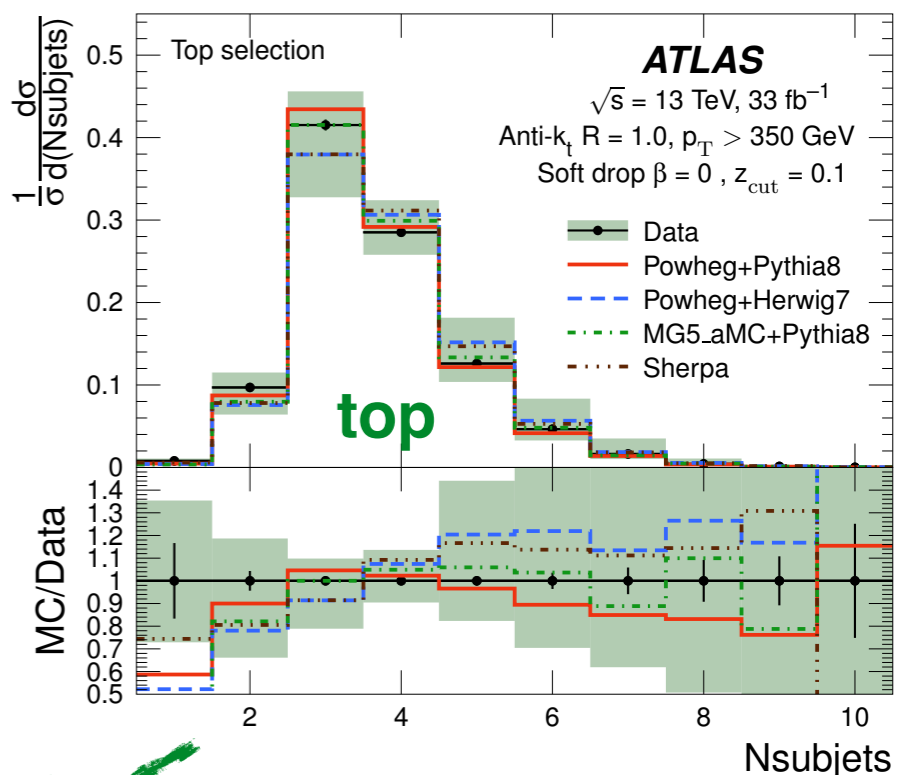 Top selection
ATLAS
√s = 13 TeV, 33 fb⁻¹
Anti-kₜ R = 1.0, p_T > 350 GeV
Soft drop β = 0 , z_cut = 0.1
Data
Powheg+Pythia8
Powheg+Herwig7
MG5_aMC+Pythia8
Sherpa
1/σ dσ/d(Nsubjets)
0.5
0.4
0.3
0.2
0.1
0
top
MC/Data
1.4
1.3
1.2
1.1
1
0.9
0.8
0.7
0.6
0.5
2 4 6 8 10
Nsubjets